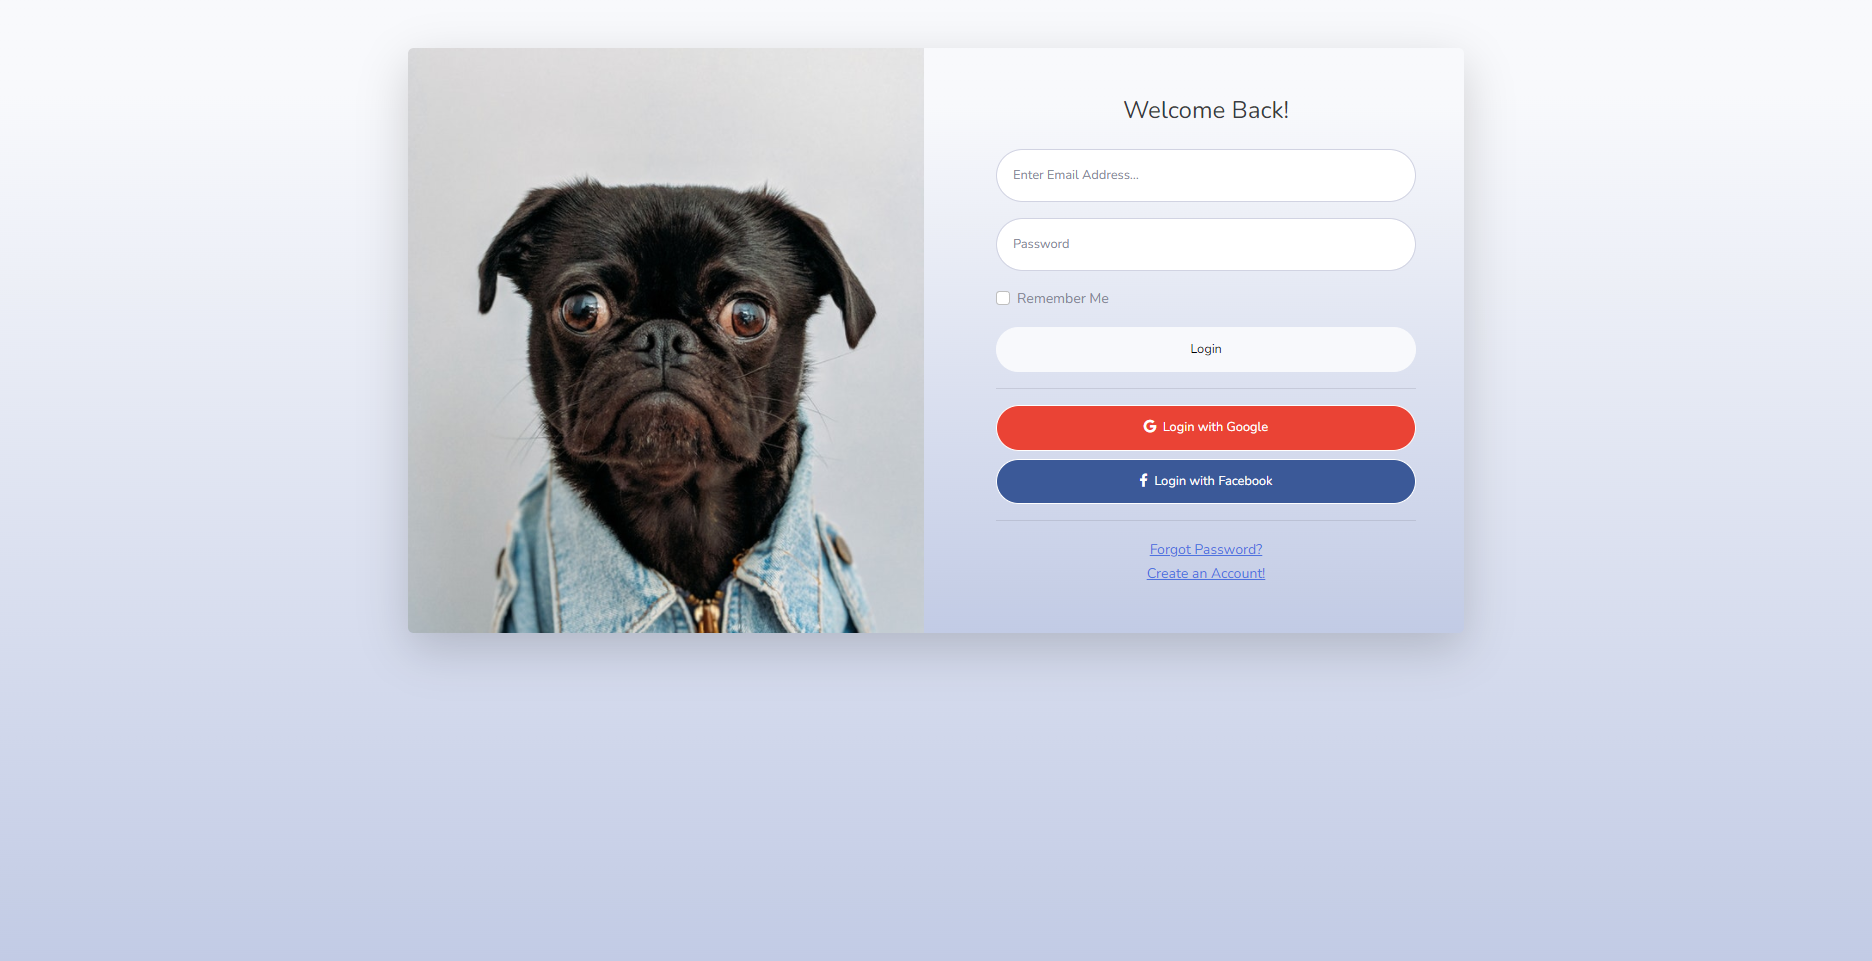 Welcome Back!
Enter Email Address...
Password
Remember Me
Login
Login with Google
Login with Facebook
Forgot Password?
Create an Account!